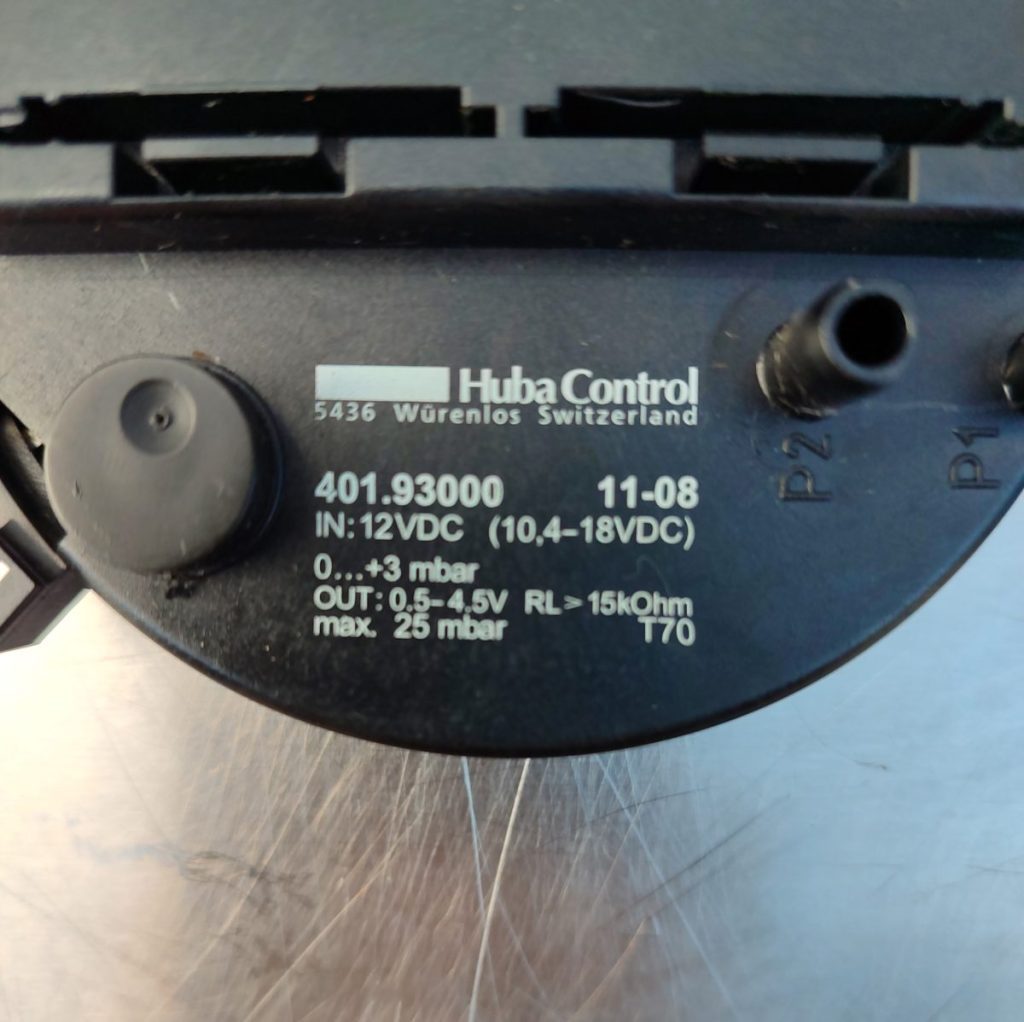 Huba Control
5436 Würenlos Switzerland
401.93000 11-08
IN: 12VDC (10,4-18VDC)
0...+3 mbar
OUT: 0,5-4,5V RL > 15kOhm
max. 25 mbar T70
P2
P1